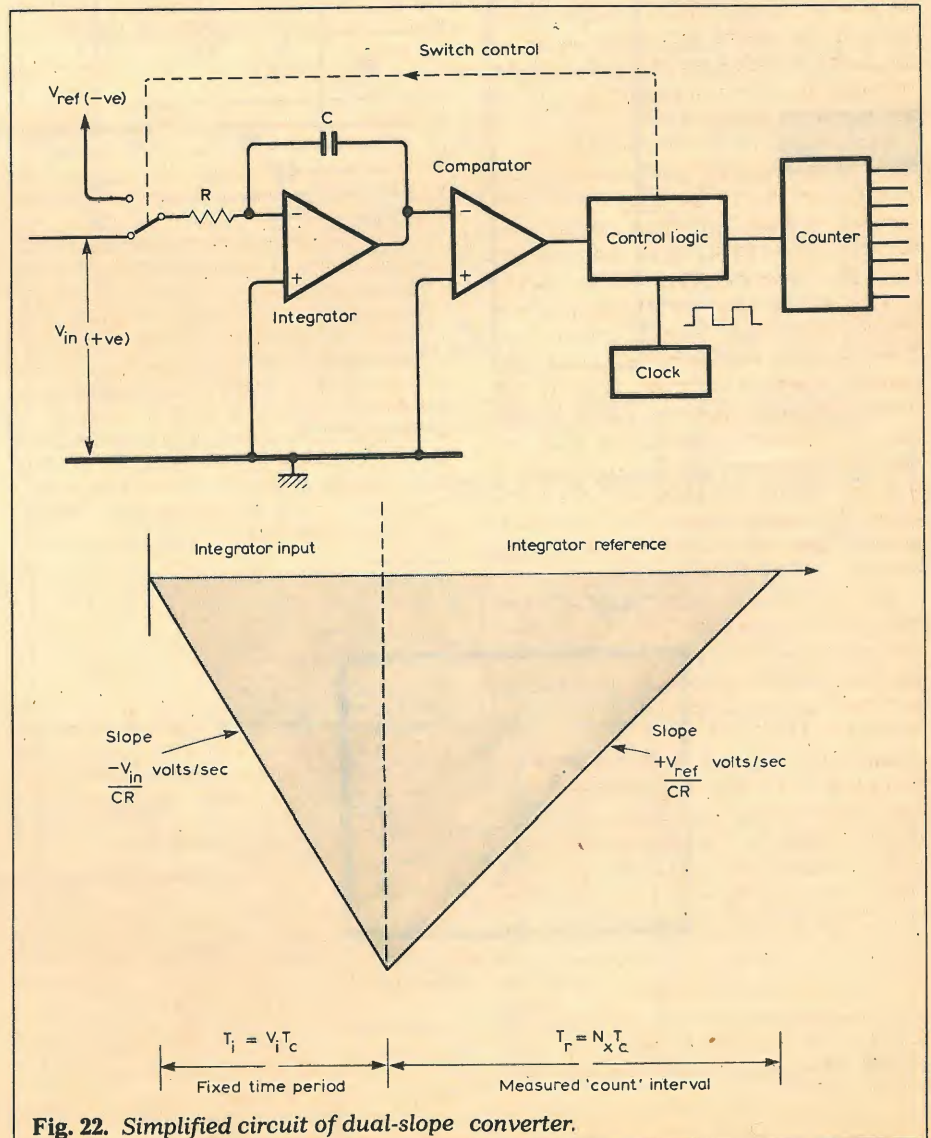 Switch control
V_ref (−ve)
C
R
Comparator
−
+
Integrator
−
+
Control logic
Counter
V_in (+ve)
Clock
Integrator input
Integrator reference
Slope
−V_in/CR volts/sec
Slope
+V_ref/CR volts/sec
T_i = V_i T_c
T_r = N_x T_c
Fixed time period
Measured 'count' interval
Fig. 22. Simplified circuit of dual-slope converter.